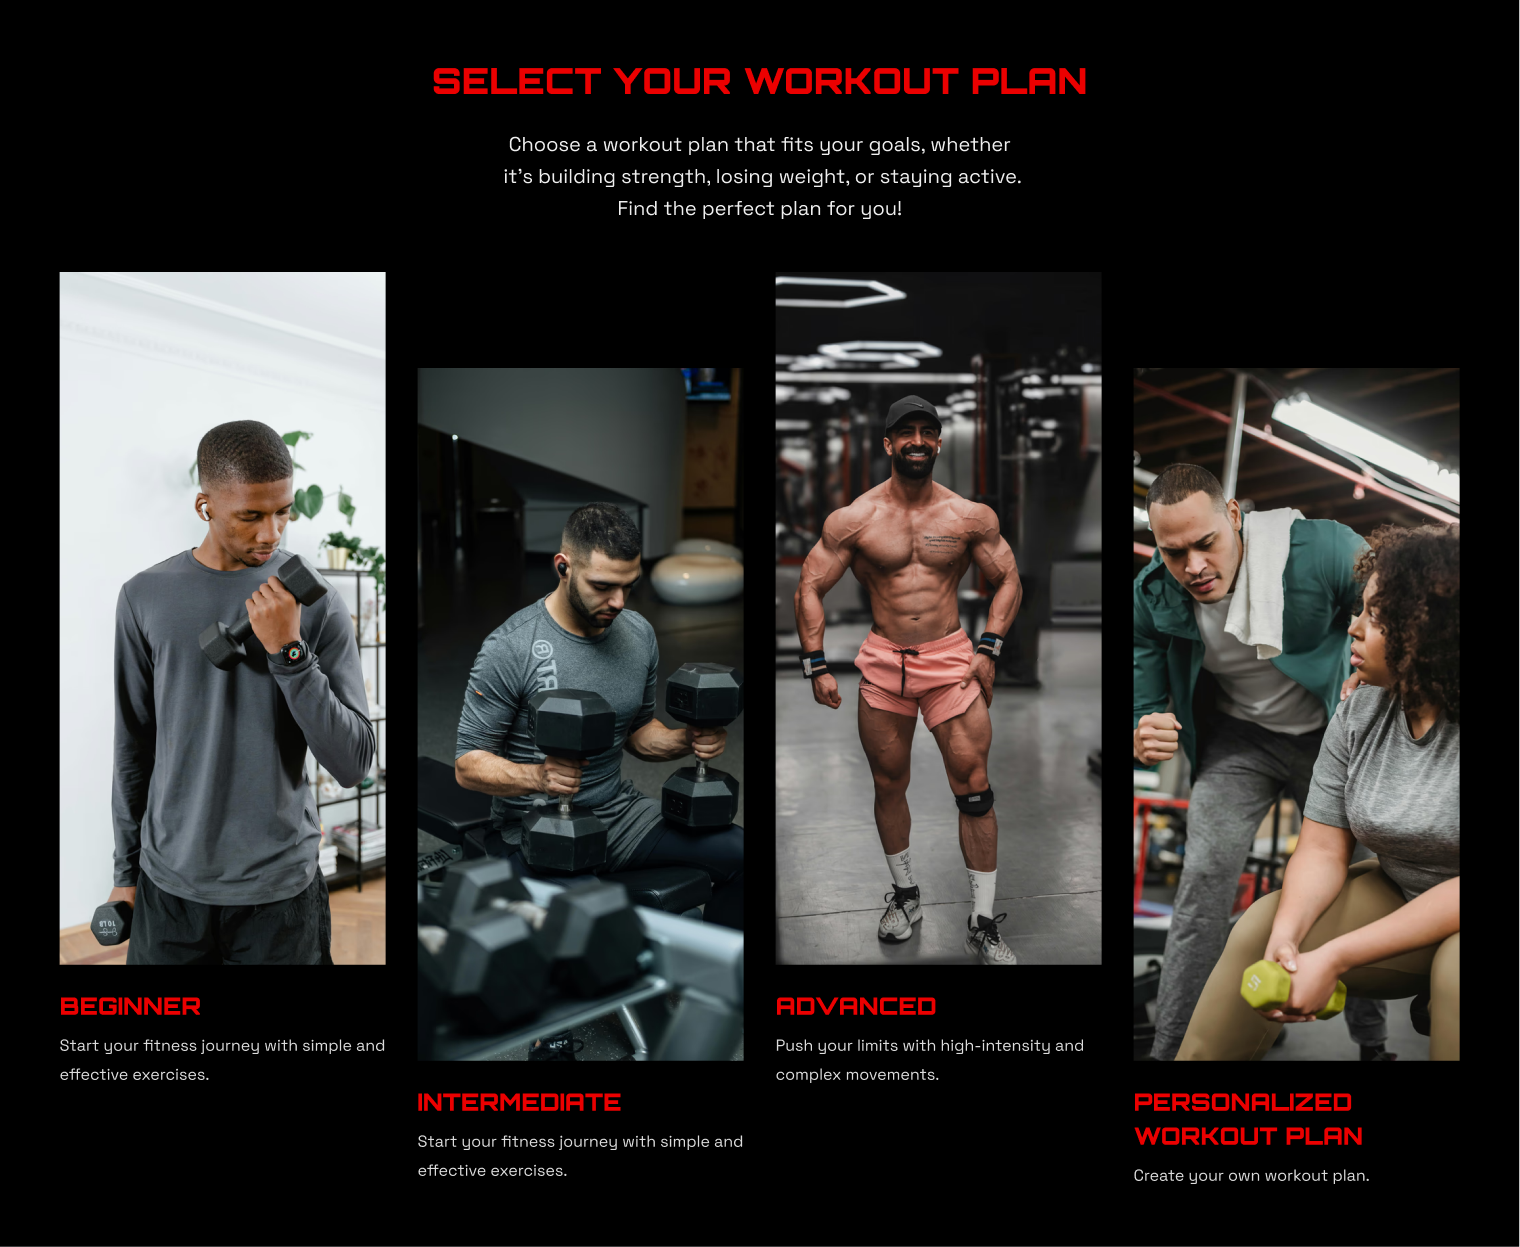 SELECT YOUR WORKOUT PLAN
Choose a workout plan that fits your goals, whether
it's building strength, losing weight, or staying active.
Find the perfect plan for you!
10 LB
BEGINNER
Start your fitness journey with simple and
effective exercises.
INTERMEDIATE
Start your fitness journey with simple and
effective exercises.
ADVANCED
Push your limits with high-intensity and
complex movements.
PERSONALIZED
WORKOUT PLAN
Create your own workout plan.